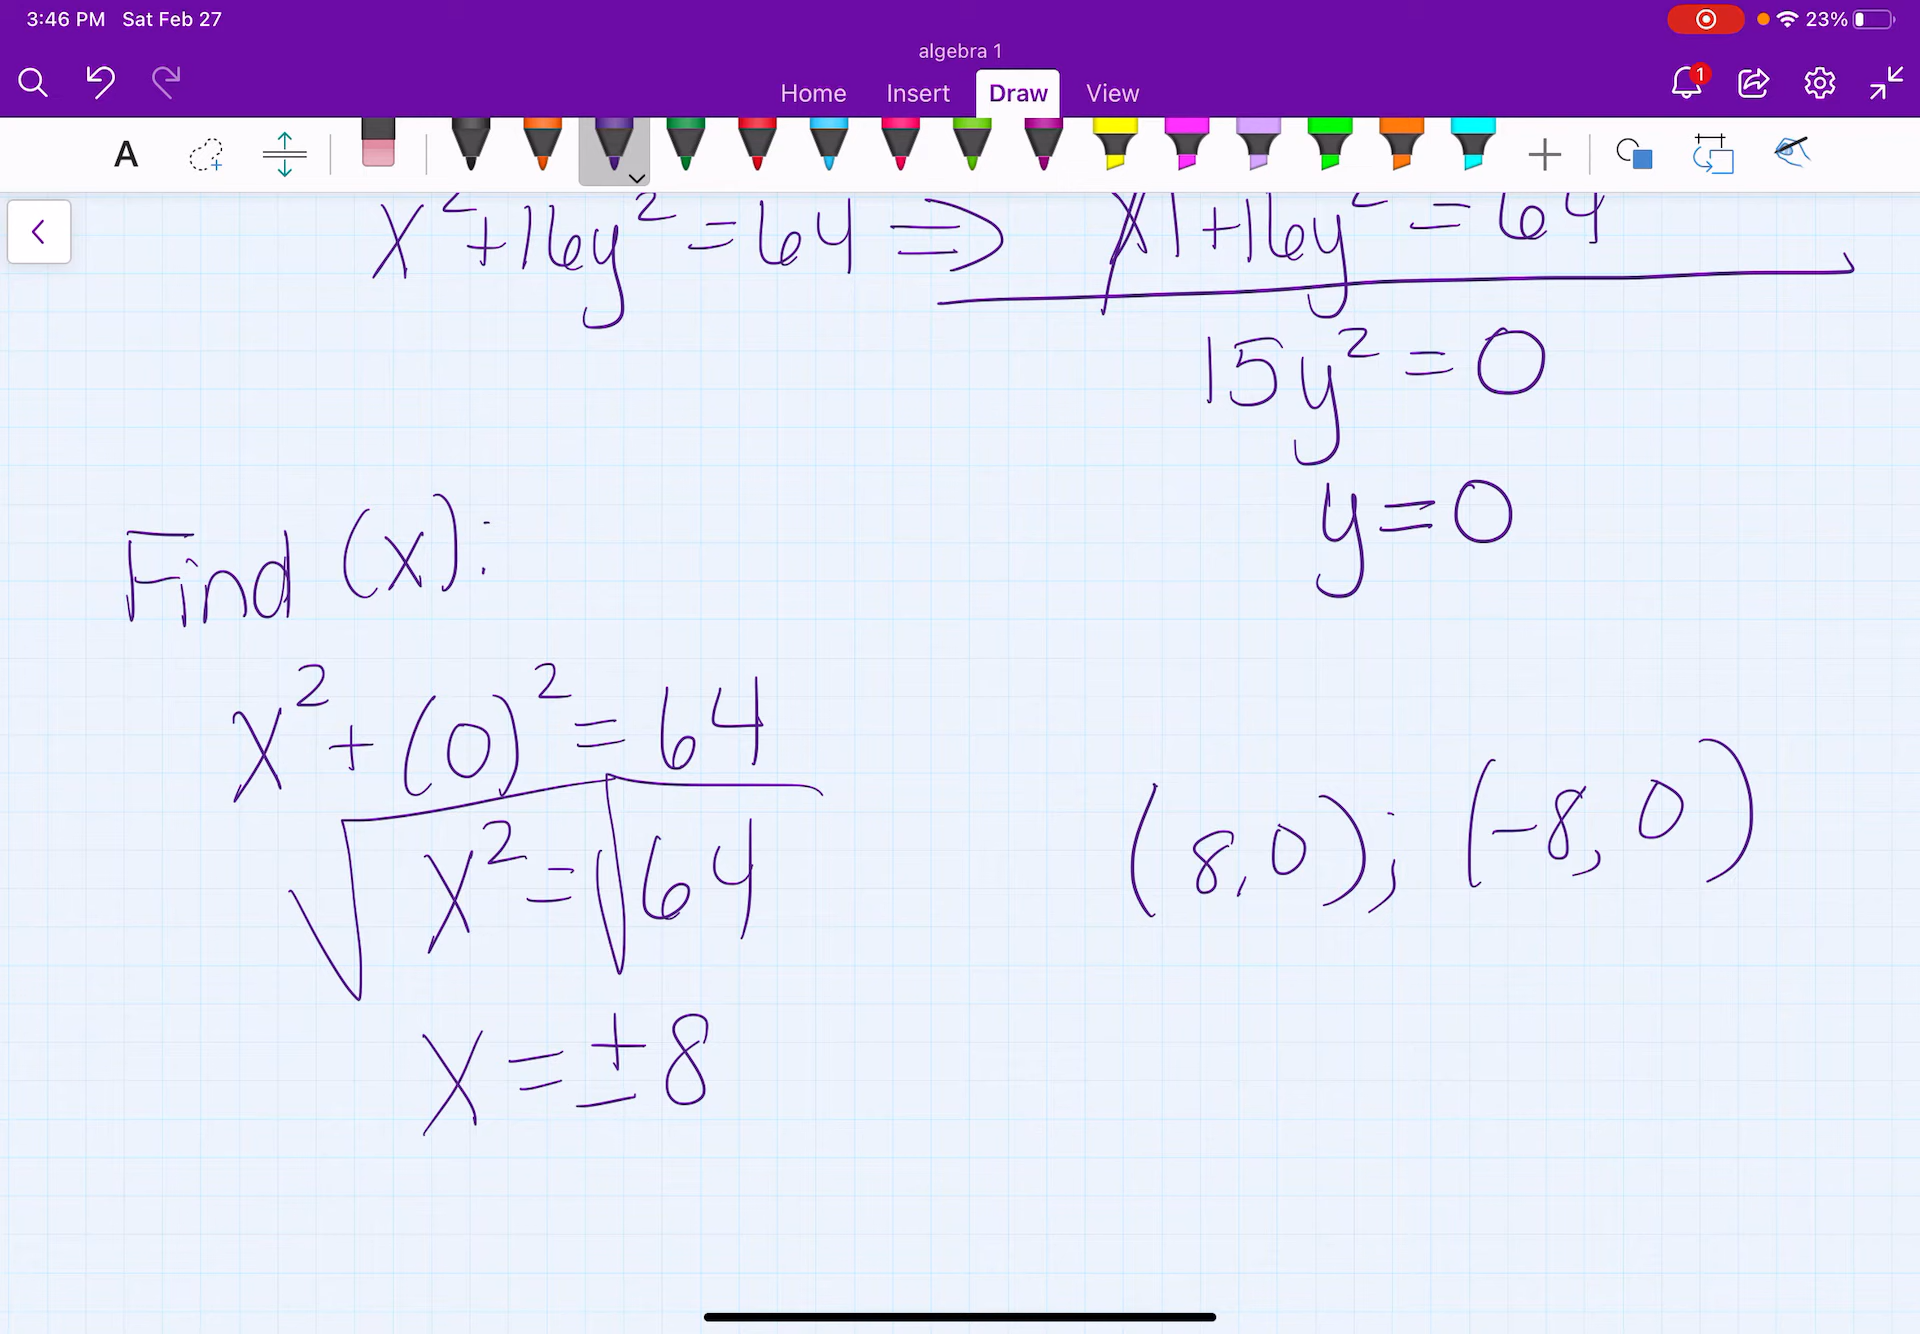 3:46 PM Sat Feb 27
23%
algebra 1
Home Insert Draw View
1
A
x² + 16y² = 64 ⇒ x² + 16y² = 64
15y² = 0
y = 0
Find (x):
x² + (0)² = 64
√x² = √64
(8,0); (-8,0)
x = ±8